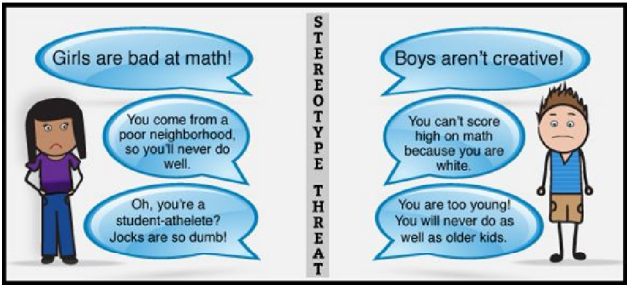 Girls are bad at math!
You come from a
poor neighborhood,
so you'll never do
well.
Oh, you're a
student-athelete?
Jocks are so dumb!
STEREOTYPE THREAT
Boys aren't creative!
You can't score
high on math
because you are
white.
You are too young!
You will never do as
well as older kids.